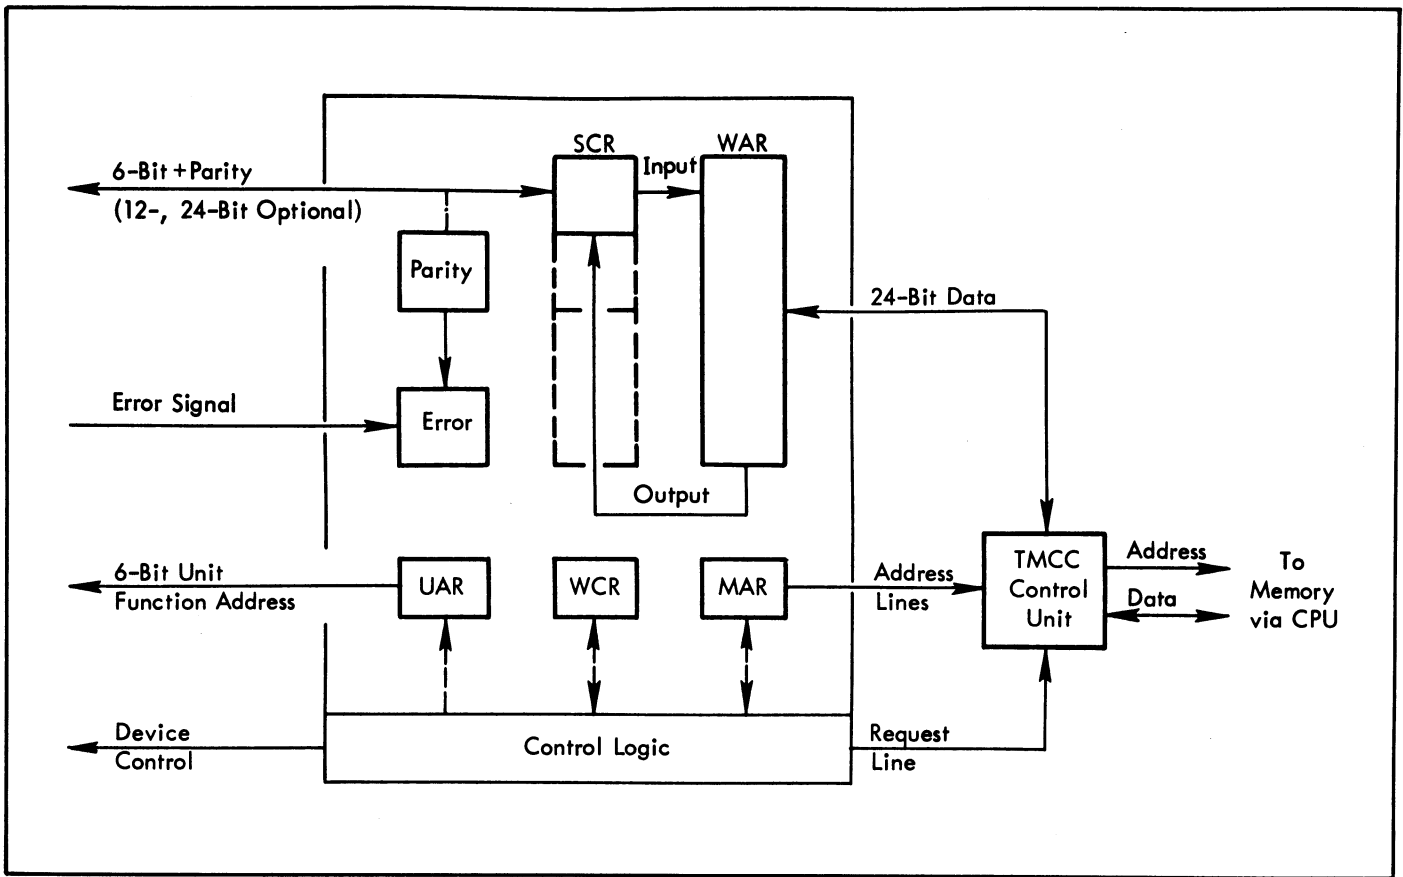 SCR
WAR
6-Bit+Parity
Input
(12-, 24-Bit Optional)
Parity
24-Bit Data
Error Signal
Error
Output
6-Bit Unit
Function Address
UAR
WCR
MAR
Address
Lines
TMCC
Control
Unit
Address
Data
To
Memory
via CPU
Device
Control
Control Logic
Request
Line